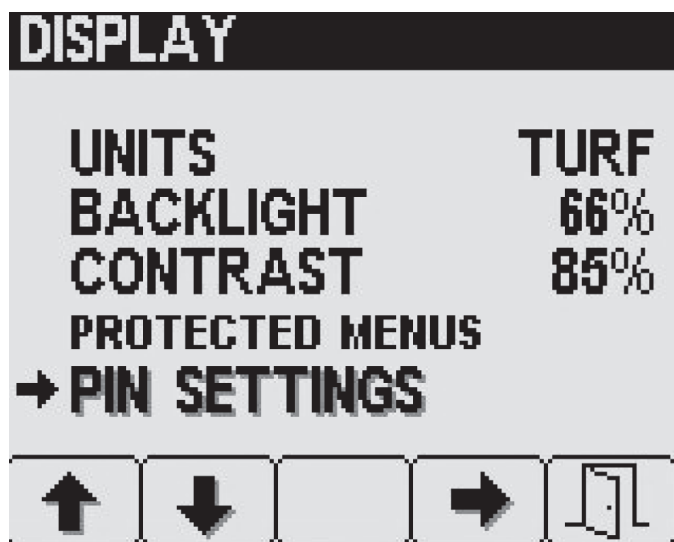 DISPLAY
UNITS TURF
BACKLIGHT 66%
CONTRAST 85%
PROTECTED MENUS
PIN SETTINGS